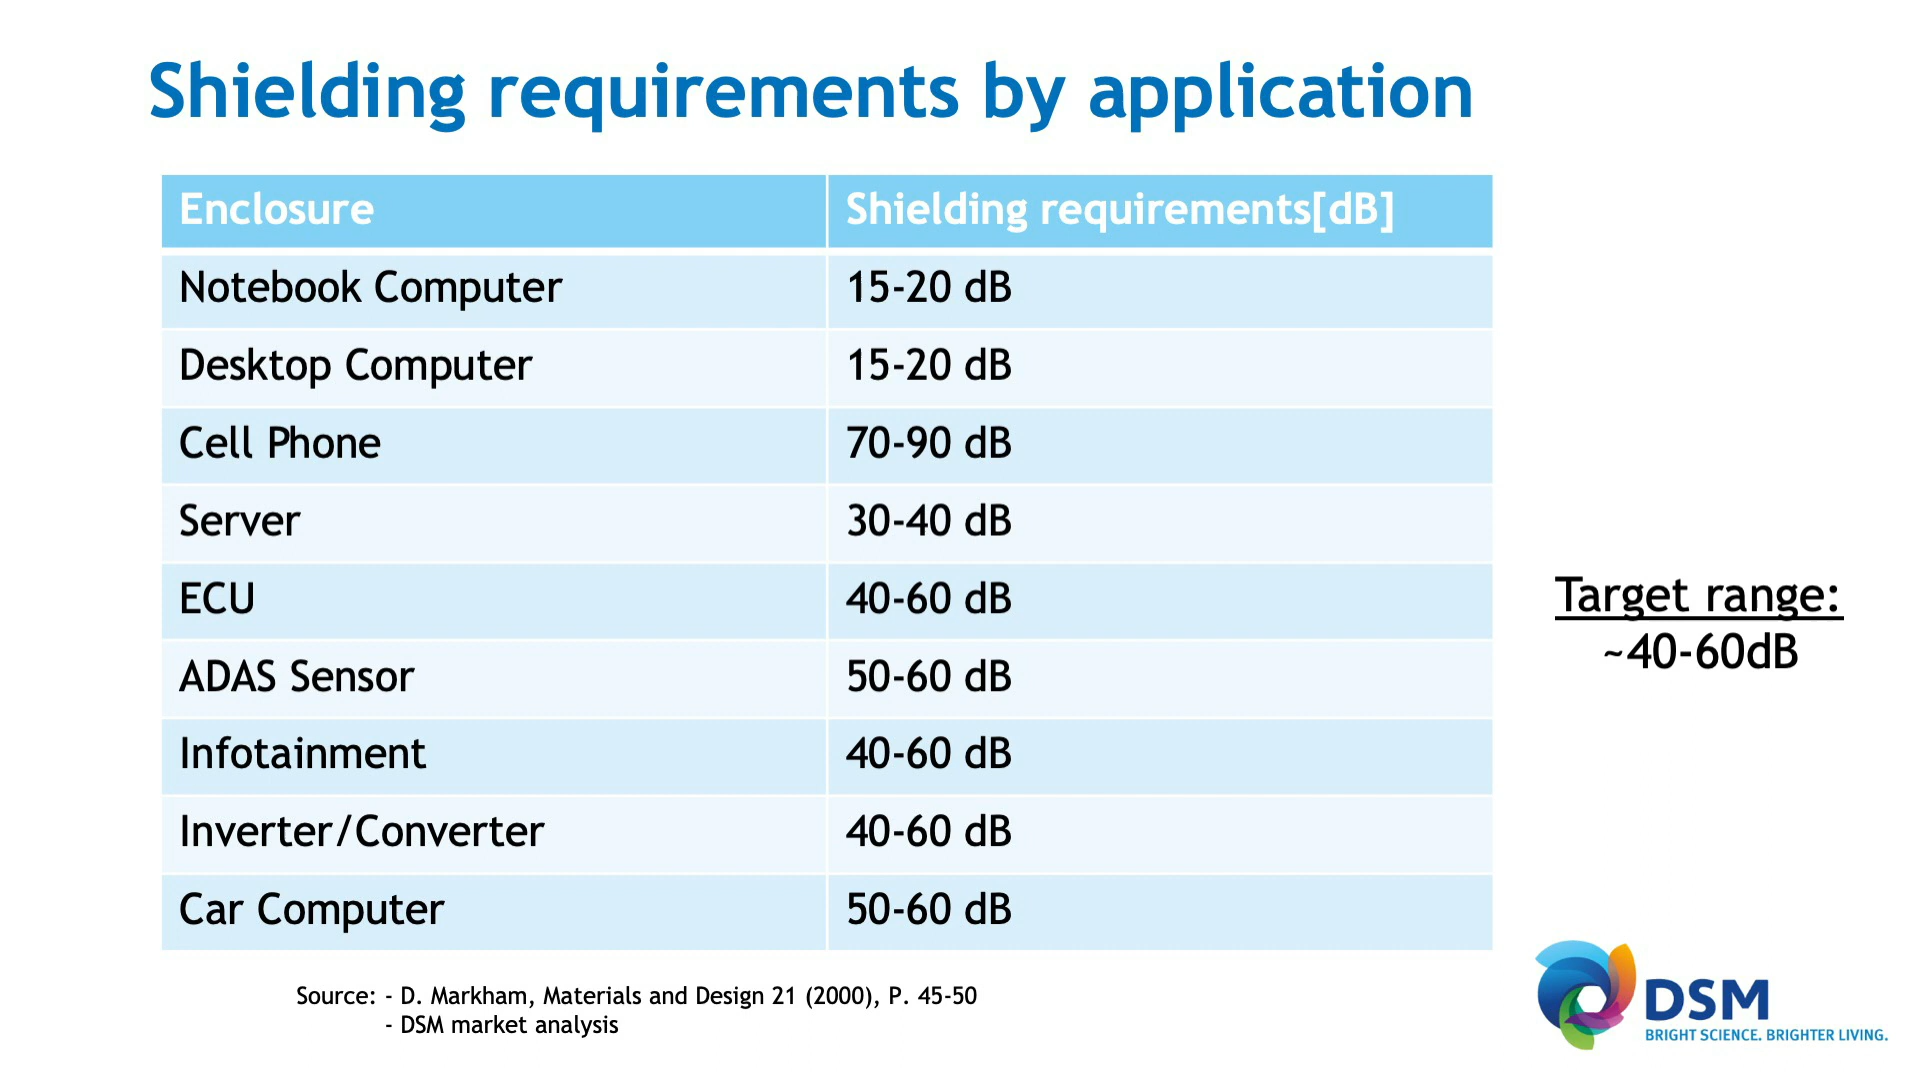 Shielding requirements by application
Enclosure Shielding requirements[dB]
Notebook Computer 15-20 dB
Desktop Computer 15-20 dB
Cell Phone 70-90 dB
Server 30-40 dB
ECU 40-60 dB
ADAS Sensor 50-60 dB
Infotainment 40-60 dB
Inverter/Converter 40-60 dB
Car Computer 50-60 dB
Target range:
~40-60dB
Source: - D. Markham, Materials and Design 21 (2000), P. 45-50
- DSM market analysis
DSM
BRIGHT SCIENCE. BRIGHTER LIVING.